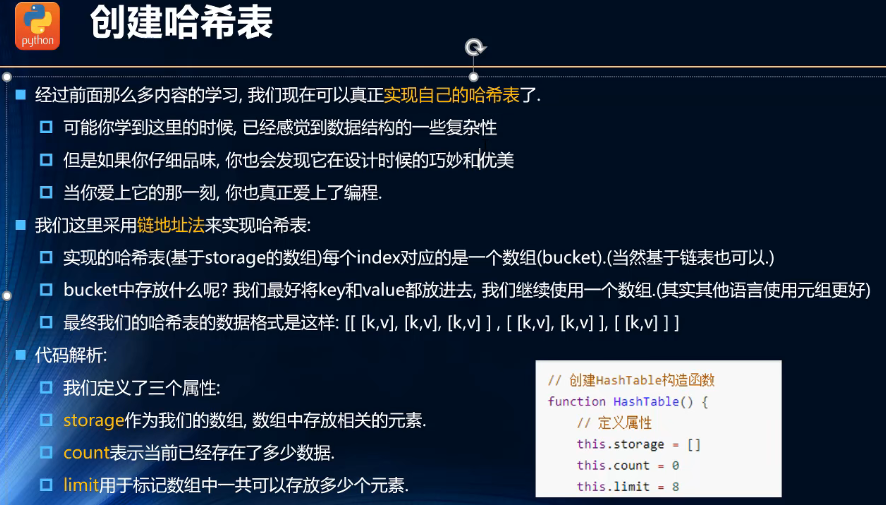 python
创建哈希表
经过前面那么多内容的学习, 我们现在可以真正实现自己的哈希表了.
可能你学到这里的时候, 已经感觉到数据结构的一些复杂性
但是如果你仔细品味, 你也会发现它在设计时候的巧妙和优美
当你爱上它的那一刻, 你也真正爱上了编程.
我们这里采用链地址法来实现哈希表:
实现的哈希表(基于storage的数组)每个index对应的是一个数组(bucket).(当然基于链表也可以.)
bucket中存放什么呢? 我们最好将key和value都放进去, 我们继续使用一个数组.(其实其他语言使用元组更好)
最终我们的哈希表的数据格式是这样: [[ [k,v], [k,v], [k,v] ] , [ [k,v], [k,v] ], [ [k,v] ] ]
代码解析:
我们定义了三个属性:
storage作为我们的数组, 数组中存放相关的元素.
count表示当前已经存在了多少数据.
limit用于标记数组中一共可以存放多少个元素.
// 创建HashTable构造函数
function HashTable() {
// 定义属性
this.storage = []
this.count = 0
this.limit = 8